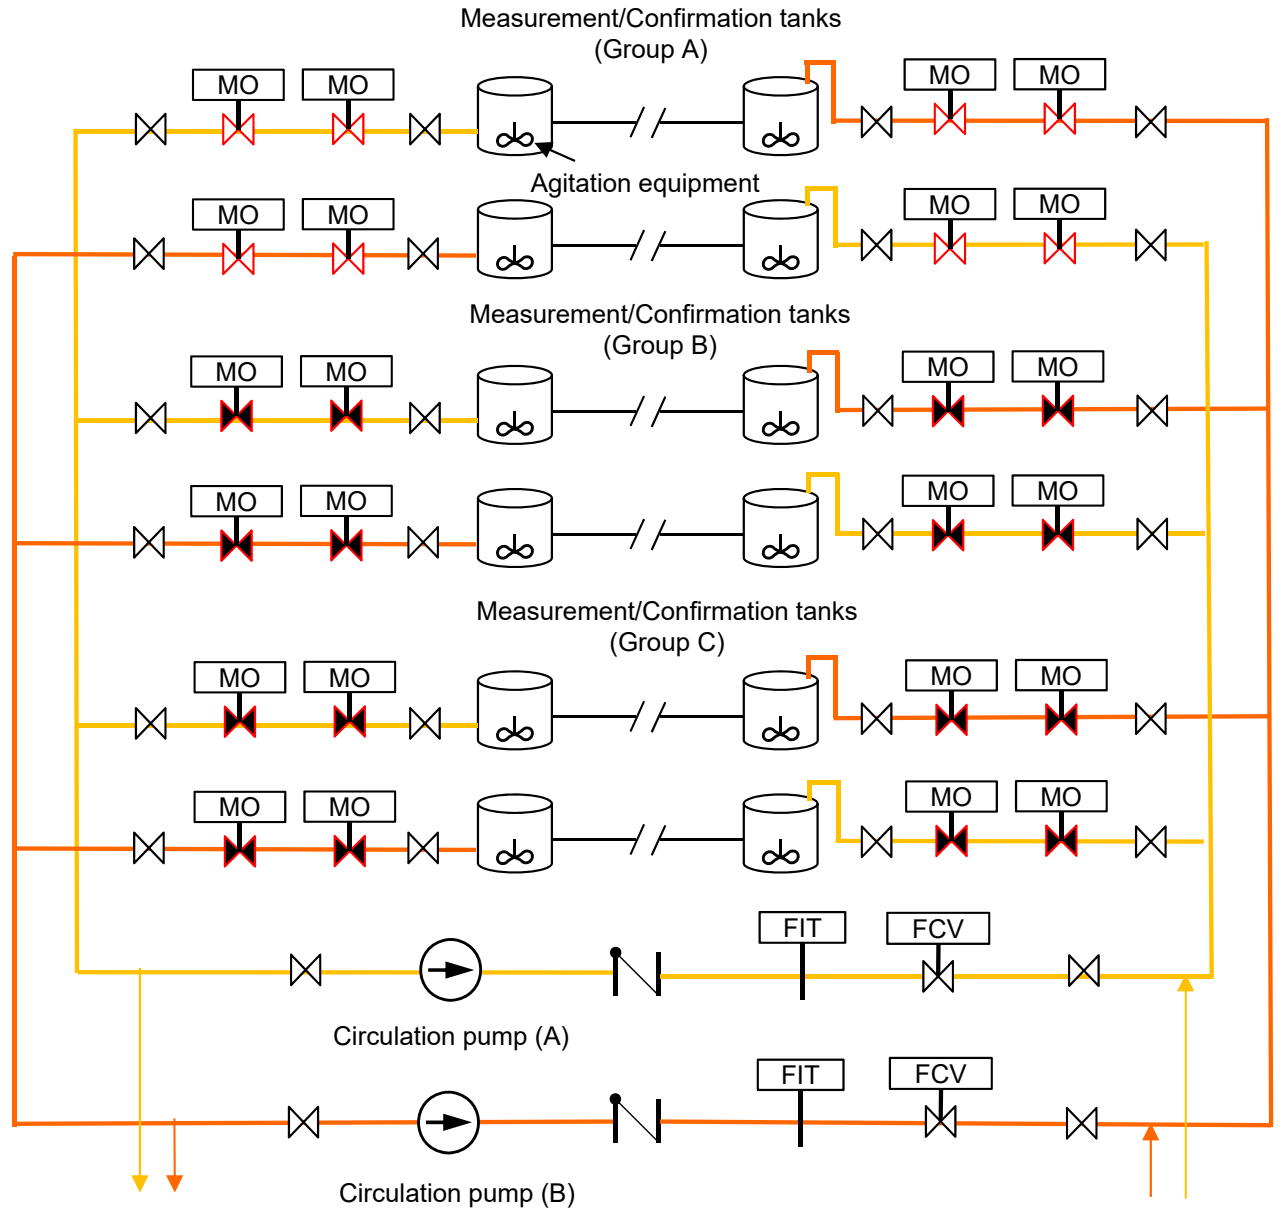 Measurement/Confirmation tanks
(Group A)
MO MO MO MO
Agitation equipment
MO MO MO MO
Measurement/Confirmation tanks
(Group B)
MO MO MO MO
MO MO MO MO
Measurement/Confirmation tanks
(Group C)
MO MO MO MO
MO MO MO MO
FIT FCV
Circulation pump (A)
FIT FCV
Circulation pump (B)